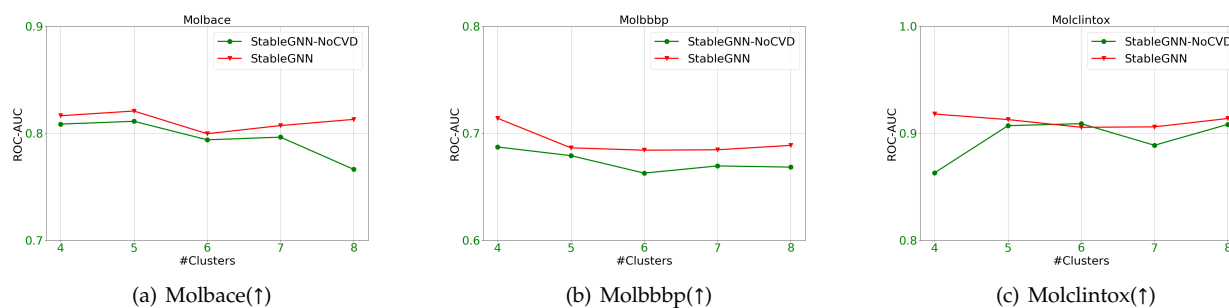 Molbace
0.9
0.8
0.7
ROC-AUC
StableGNN-NoCVD
StableGNN
4 5 6 7 8
#Clusters
(a) Molbace(↑)
Molbbbp
0.8
0.7
0.6
ROC-AUC
StableGNN-NoCVD
StableGNN
4 5 6 7 8
#Clusters
(b) Molbbbp(↑)
Molclintox
1.0
0.9
0.8
ROC-AUC
StableGNN-NoCVD
StableGNN
4 5 6 7 8
#Clusters
(c) Molclintox(↑)